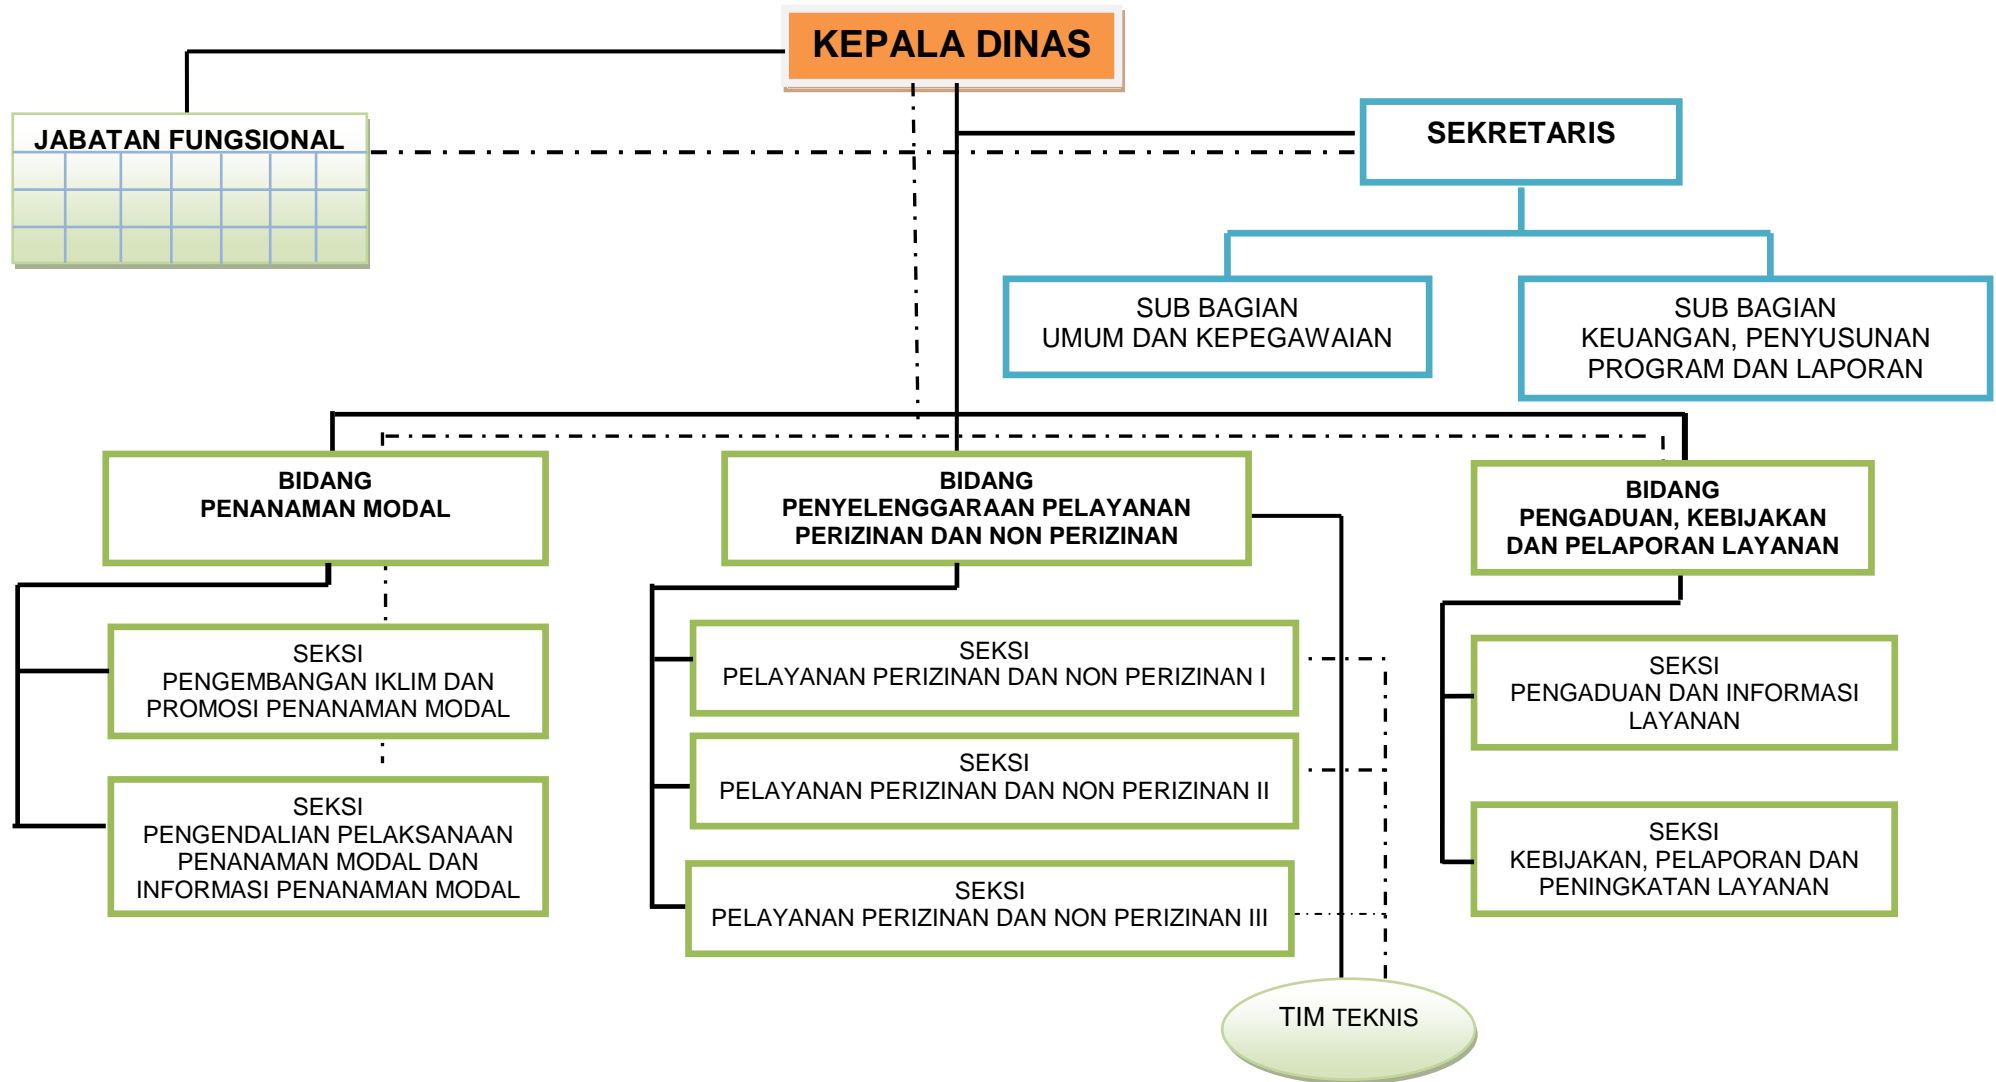 KEPALA DINAS
JABATAN FUNGSIONAL
SEKRETARIS
SUB BAGIAN
UMUM DAN KEPEGAWAIAN
SUB BAGIAN
KEUANGAN, PENYUSUNAN
PROGRAM DAN LAPORAN
BIDANG
PENANAMAN MODAL
BIDANG
PENYELENGGARAAN PELAYANAN
PERIZINAN DAN NON PERIZINAN
BIDANG
PENGADUAN, KEBIJAKAN
DAN PELAPORAN LAYANAN
SEKSI
PENGEMBANGAN IKLIM DAN
PROMOSI PENANAMAN MODAL
SEKSI
PENGENDALIAN PELAKSANAAN
PENANAMAN MODAL DAN
INFORMASI PENANAMAN MODAL
SEKSI
PELAYANAN PERIZINAN DAN NON PERIZINAN I
SEKSI
PELAYANAN PERIZINAN DAN NON PERIZINAN II
SEKSI
PELAYANAN PERIZINAN DAN NON PERIZINAN III
SEKSI
PENGADUAN DAN INFORMASI
LAYANAN
SEKSI
KEBIJAKAN, PELAPORAN DAN
PENINGKATAN LAYANAN
TIM TEKNIS